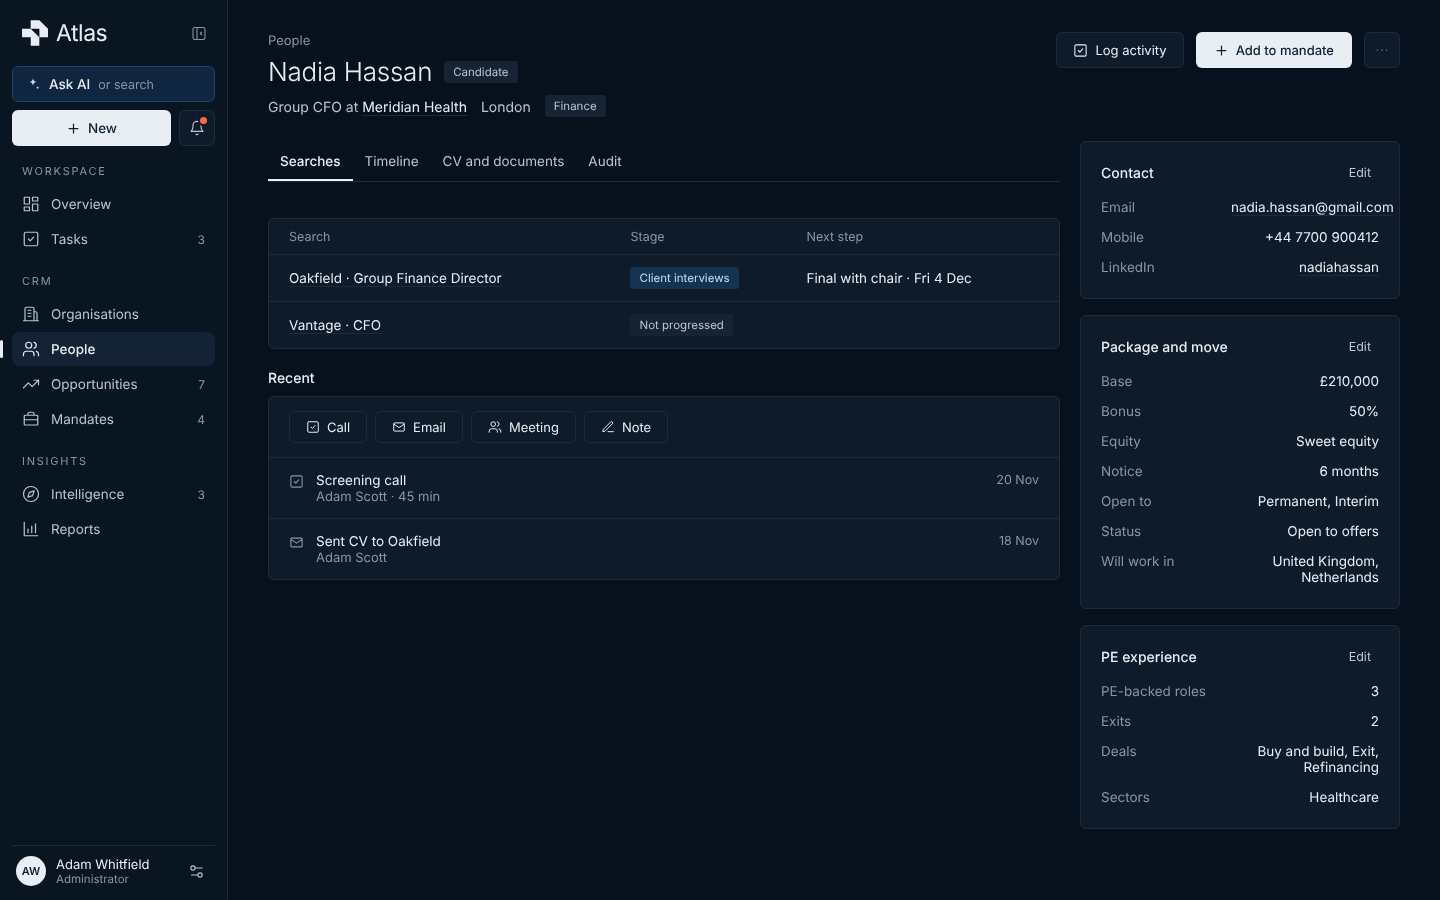 Atlas
Ask AI or search
New
WORKSPACE
Overview
Tasks 3
CRM
Organisations
People
Opportunities 7
Mandates 4
INSIGHTS
Intelligence 3
Reports
AW
Adam Whitfield
Administrator
People
Nadia Hassan Candidate
Group CFO at Meridian Health London Finance
Log activity Add to mandate ...
Searches Timeline CV and documents Audit
Search Stage Next step
Oakfield · Group Finance Director Client interviews Final with chair · Fri 4 Dec
Vantage · CFO Not progressed
Recent
Call Email Meeting Note
Screening call 20 Nov
Adam Scott · 45 min
Sent CV to Oakfield 18 Nov
Adam Scott
Contact Edit
Email nadia.hassan@gmail.com
Mobile +44 7700 900412
LinkedIn nadiahassan
Package and move Edit
Base £210,000
Bonus 50%
Equity Sweet equity
Notice 6 months
Open to Permanent, Interim
Status Open to offers
Will work in United Kingdom,
Netherlands
PE experience Edit
PE-backed roles 3
Exits 2
Deals Buy and build, Exit,
Refinancing
Sectors Healthcare